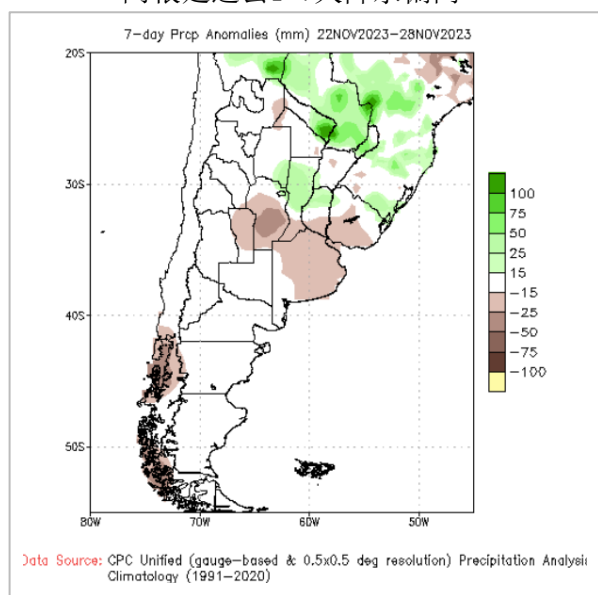 7-day Prcp Anomalies (mm) 22NOV2023-28NOV2023
20S
30S
40S
50S
80W 70W 60W 50W
100
75
50
25
15
-15
-25
-50
-75
-100
Data Source: CPC Unified (gauge-based & 0.5x0.5 deg resolution) Precipitation Analysis
Climatology (1991-2020)